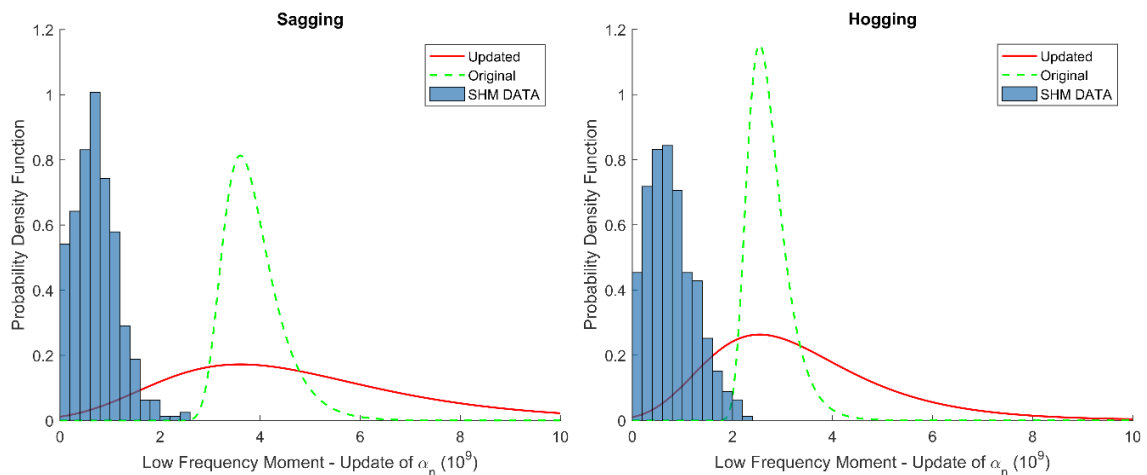 Sagging
1.2
1
0.8
0.6
0.4
0.2
0
Probability Density Function
Updated
Original
SHM DATA
0 2 4 6 8 10
Low Frequency Moment - Update of αn (10^9)
Hogging
1.2
1
0.8
0.6
0.4
0.2
0
Probability Density Function
Updated
Original
SHM DATA
0 2 4 6 8 10
Low Frequency Moment - Update of αn (10^9)